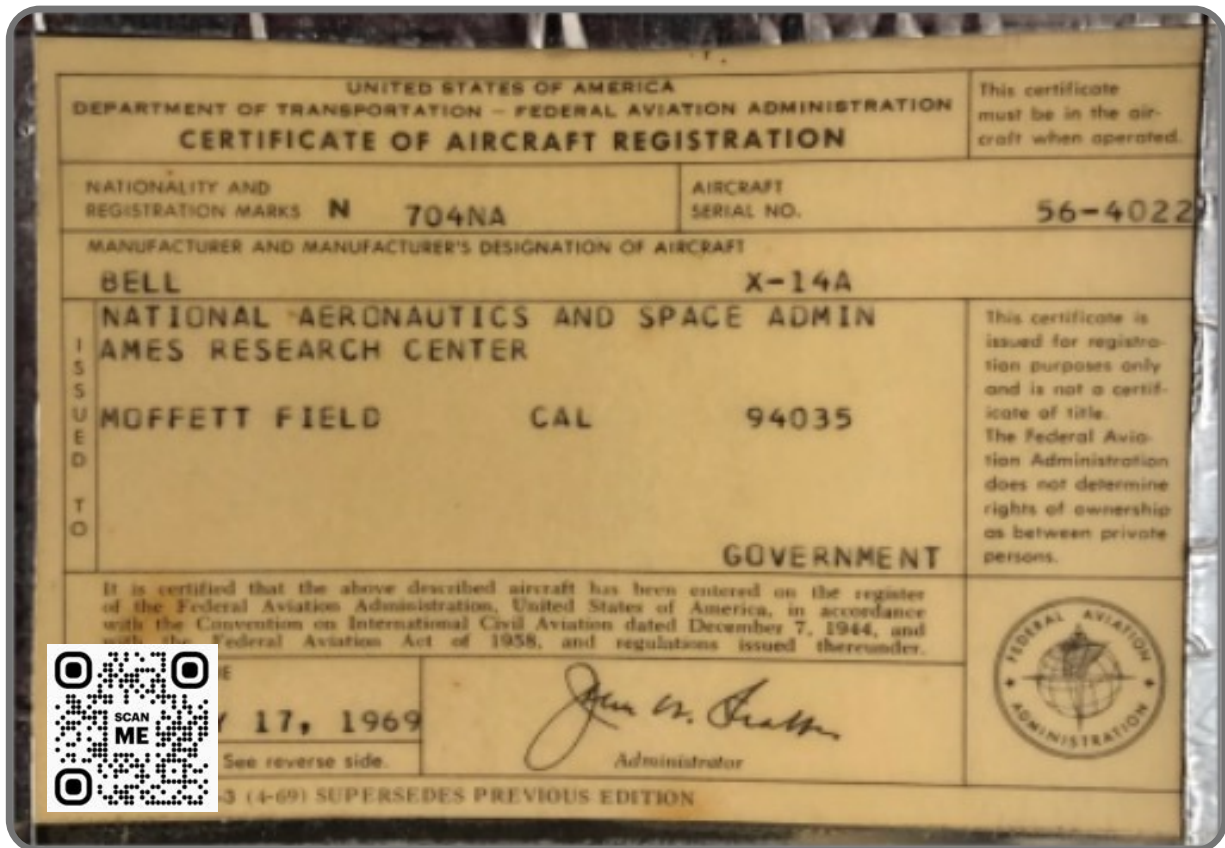 UNITED STATES OF AMERICA
DEPARTMENT OF TRANSPORTATION — FEDERAL AVIATION ADMINISTRATION
CERTIFICATE OF AIRCRAFT REGISTRATION
This certificate
must be in the air-
craft when operated.
NATIONALITY AND
REGISTRATION MARKS N 704NA
AIRCRAFT
SERIAL NO. 56-4022
MANUFACTURER AND MANUFACTURER'S DESIGNATION OF AIRCRAFT
BELL X-14A
ISSUED TO
NATIONAL AERONAUTICS AND SPACE ADMIN
AMES RESEARCH CENTER
MOFFETT FIELD CAL 94035
GOVERNMENT
This certificate is
issued for registra-
tion purposes only
and is not a certif-
icate of title.
The Federal Avia-
tion Administration
does not determine
rights of ownership
as between private
persons.
It is certified that the above described aircraft has been entered on the register
of the Federal Aviation Administration, United States of America, in accordance
with the Convention on International Civil Aviation dated December 7, 1944, and
with the Federal Aviation Act of 1958, and regulations issued thereunder.
17, 1969
See reverse side.
Administrator
FEDERAL AVIATION
ADMINISTRATION
SCAN
ME
-3 (4-69) SUPERSEDES PREVIOUS EDITION